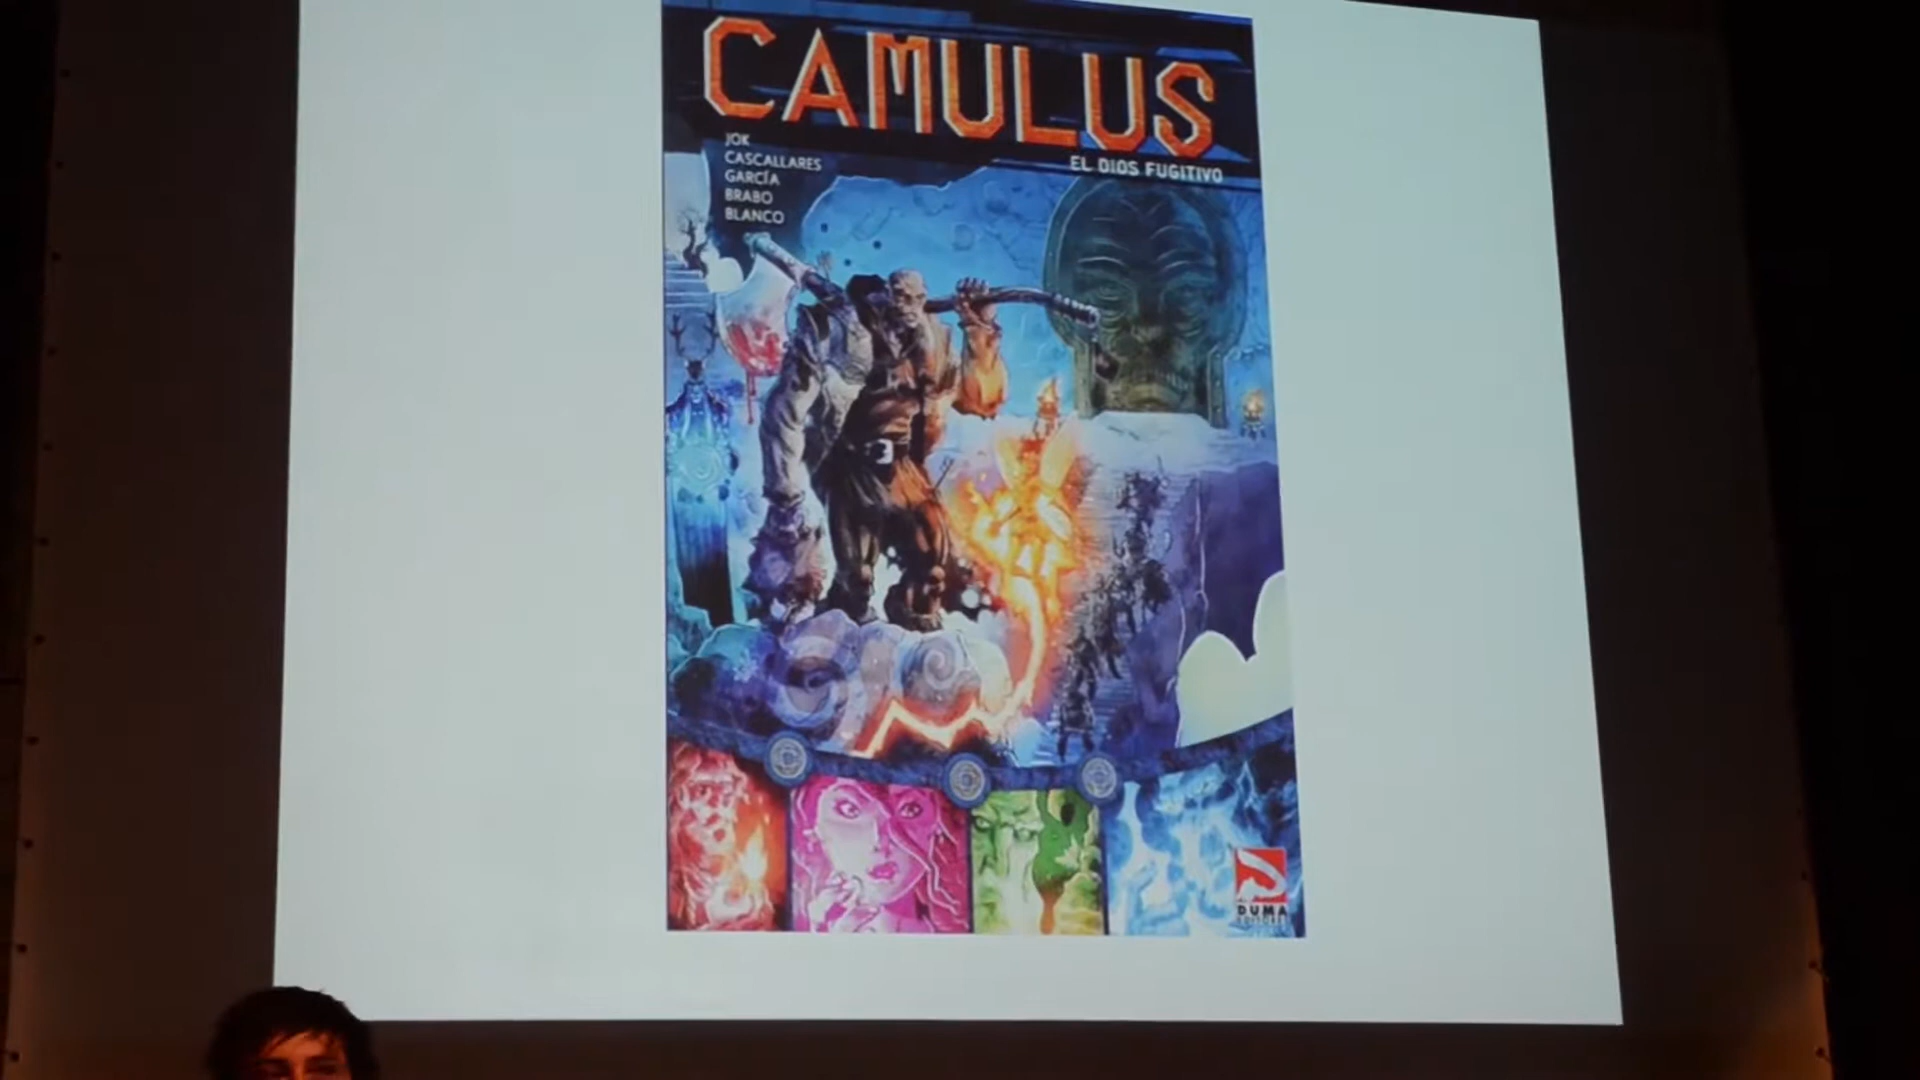 CAMULUS
EL DIOS FUGITIVO
JOK
CASCALLARES
GARCÍA
BRABO
BLANCO
DUMA